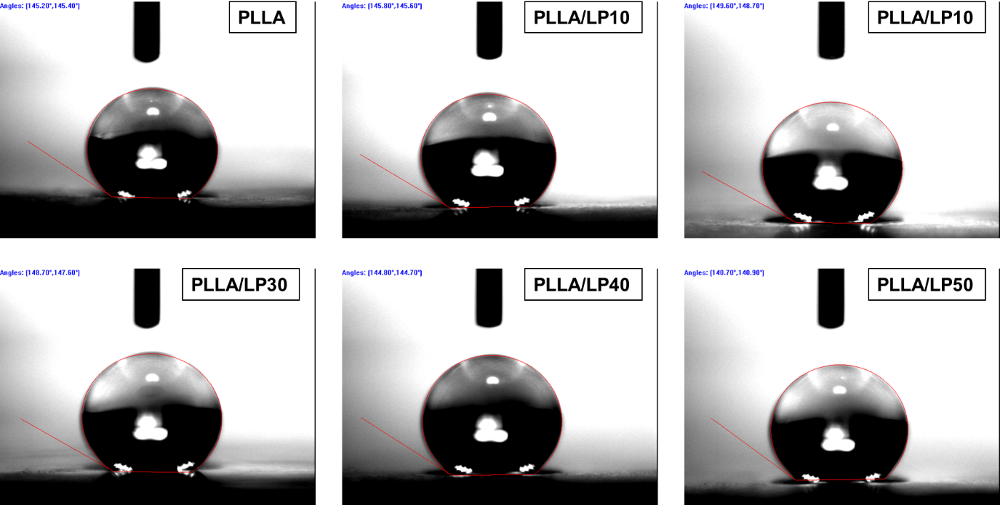 Angles: [145.20°,145.40°]
PLLA
Angles: [145.80°,145.60°]
PLLA/LP10
Angles: [149.60°,148.70°]
PLLA/LP10
Angles: [148.70°,147.60°]
PLLA/LP30
Angles: [144.80°,144.70°]
PLLA/LP40
Angles: [140.70°,140.90°]
PLLA/LP50